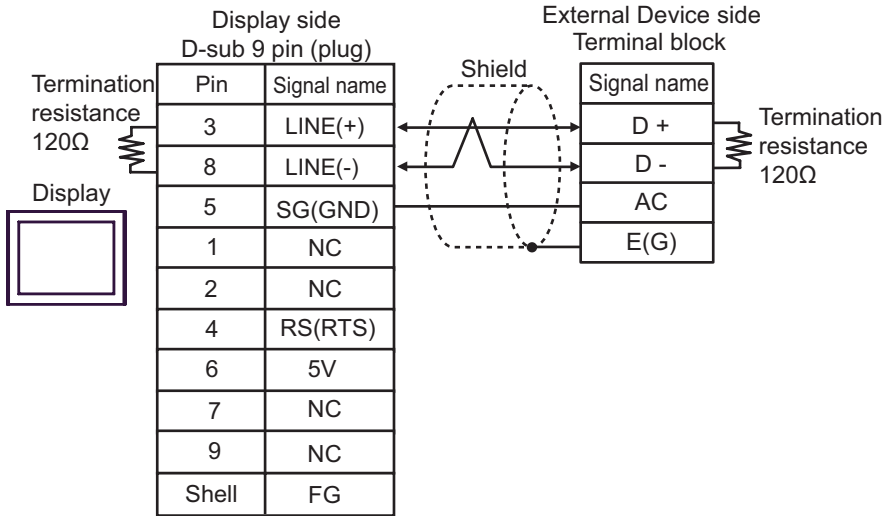 Display side
D-sub 9 pin (plug)
External Device side
Terminal block
Termination
resistance
120Ω
Display
Pin Signal name
3 LINE(+)
8 LINE(-)
5 SG(GND)
1 NC
2 NC
4 RS(RTS)
6 5V
7 NC
9 NC
Shell FG
Shield
Signal name
D +
D -
AC
E(G)
Termination
resistance
120Ω